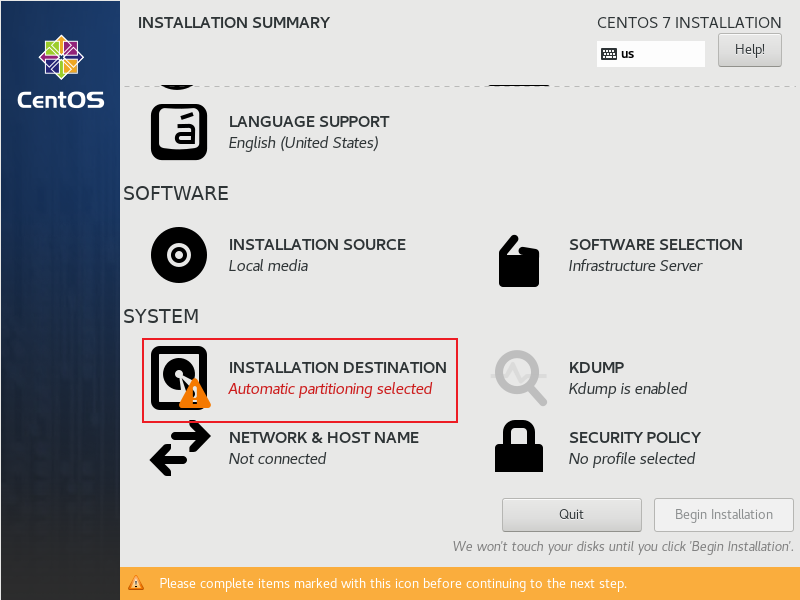 INSTALLATION SUMMARY
CENTOS 7 INSTALLATION
us
Help!
CentOS
LANGUAGE SUPPORT
English (United States)
SOFTWARE
INSTALLATION SOURCE
Local media
SOFTWARE SELECTION
Infrastructure Server
SYSTEM
INSTALLATION DESTINATION
Automatic partitioning selected
KDUMP
Kdump is enabled
NETWORK & HOST NAME
Not connected
SECURITY POLICY
No profile selected
Quit
Begin Installation
We won't touch your disks until you click 'Begin Installation'.
Please complete items marked with this icon before continuing to the next step.